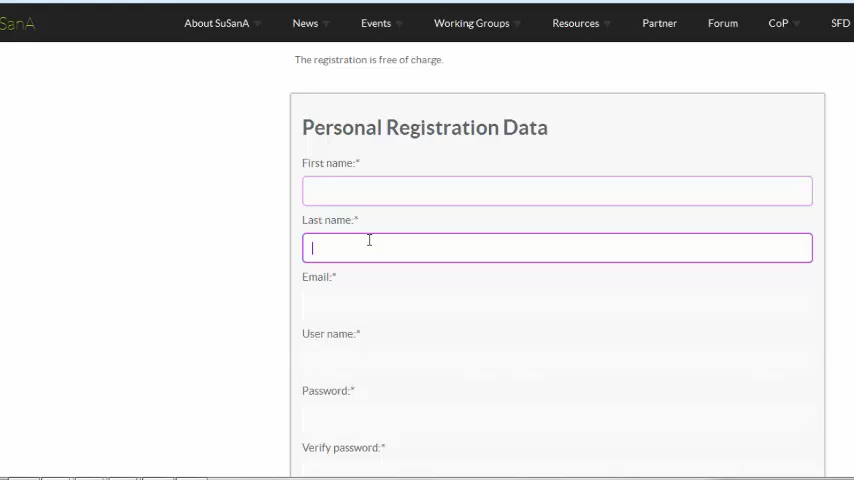 SanA About SuSanA News Events Working Groups Resources Partner Forum CoP SFD
The registration is free of charge.
Personal Registration Data
First name:*
Last name:*
Email:*
User name:*
Password:*
Verify password:*